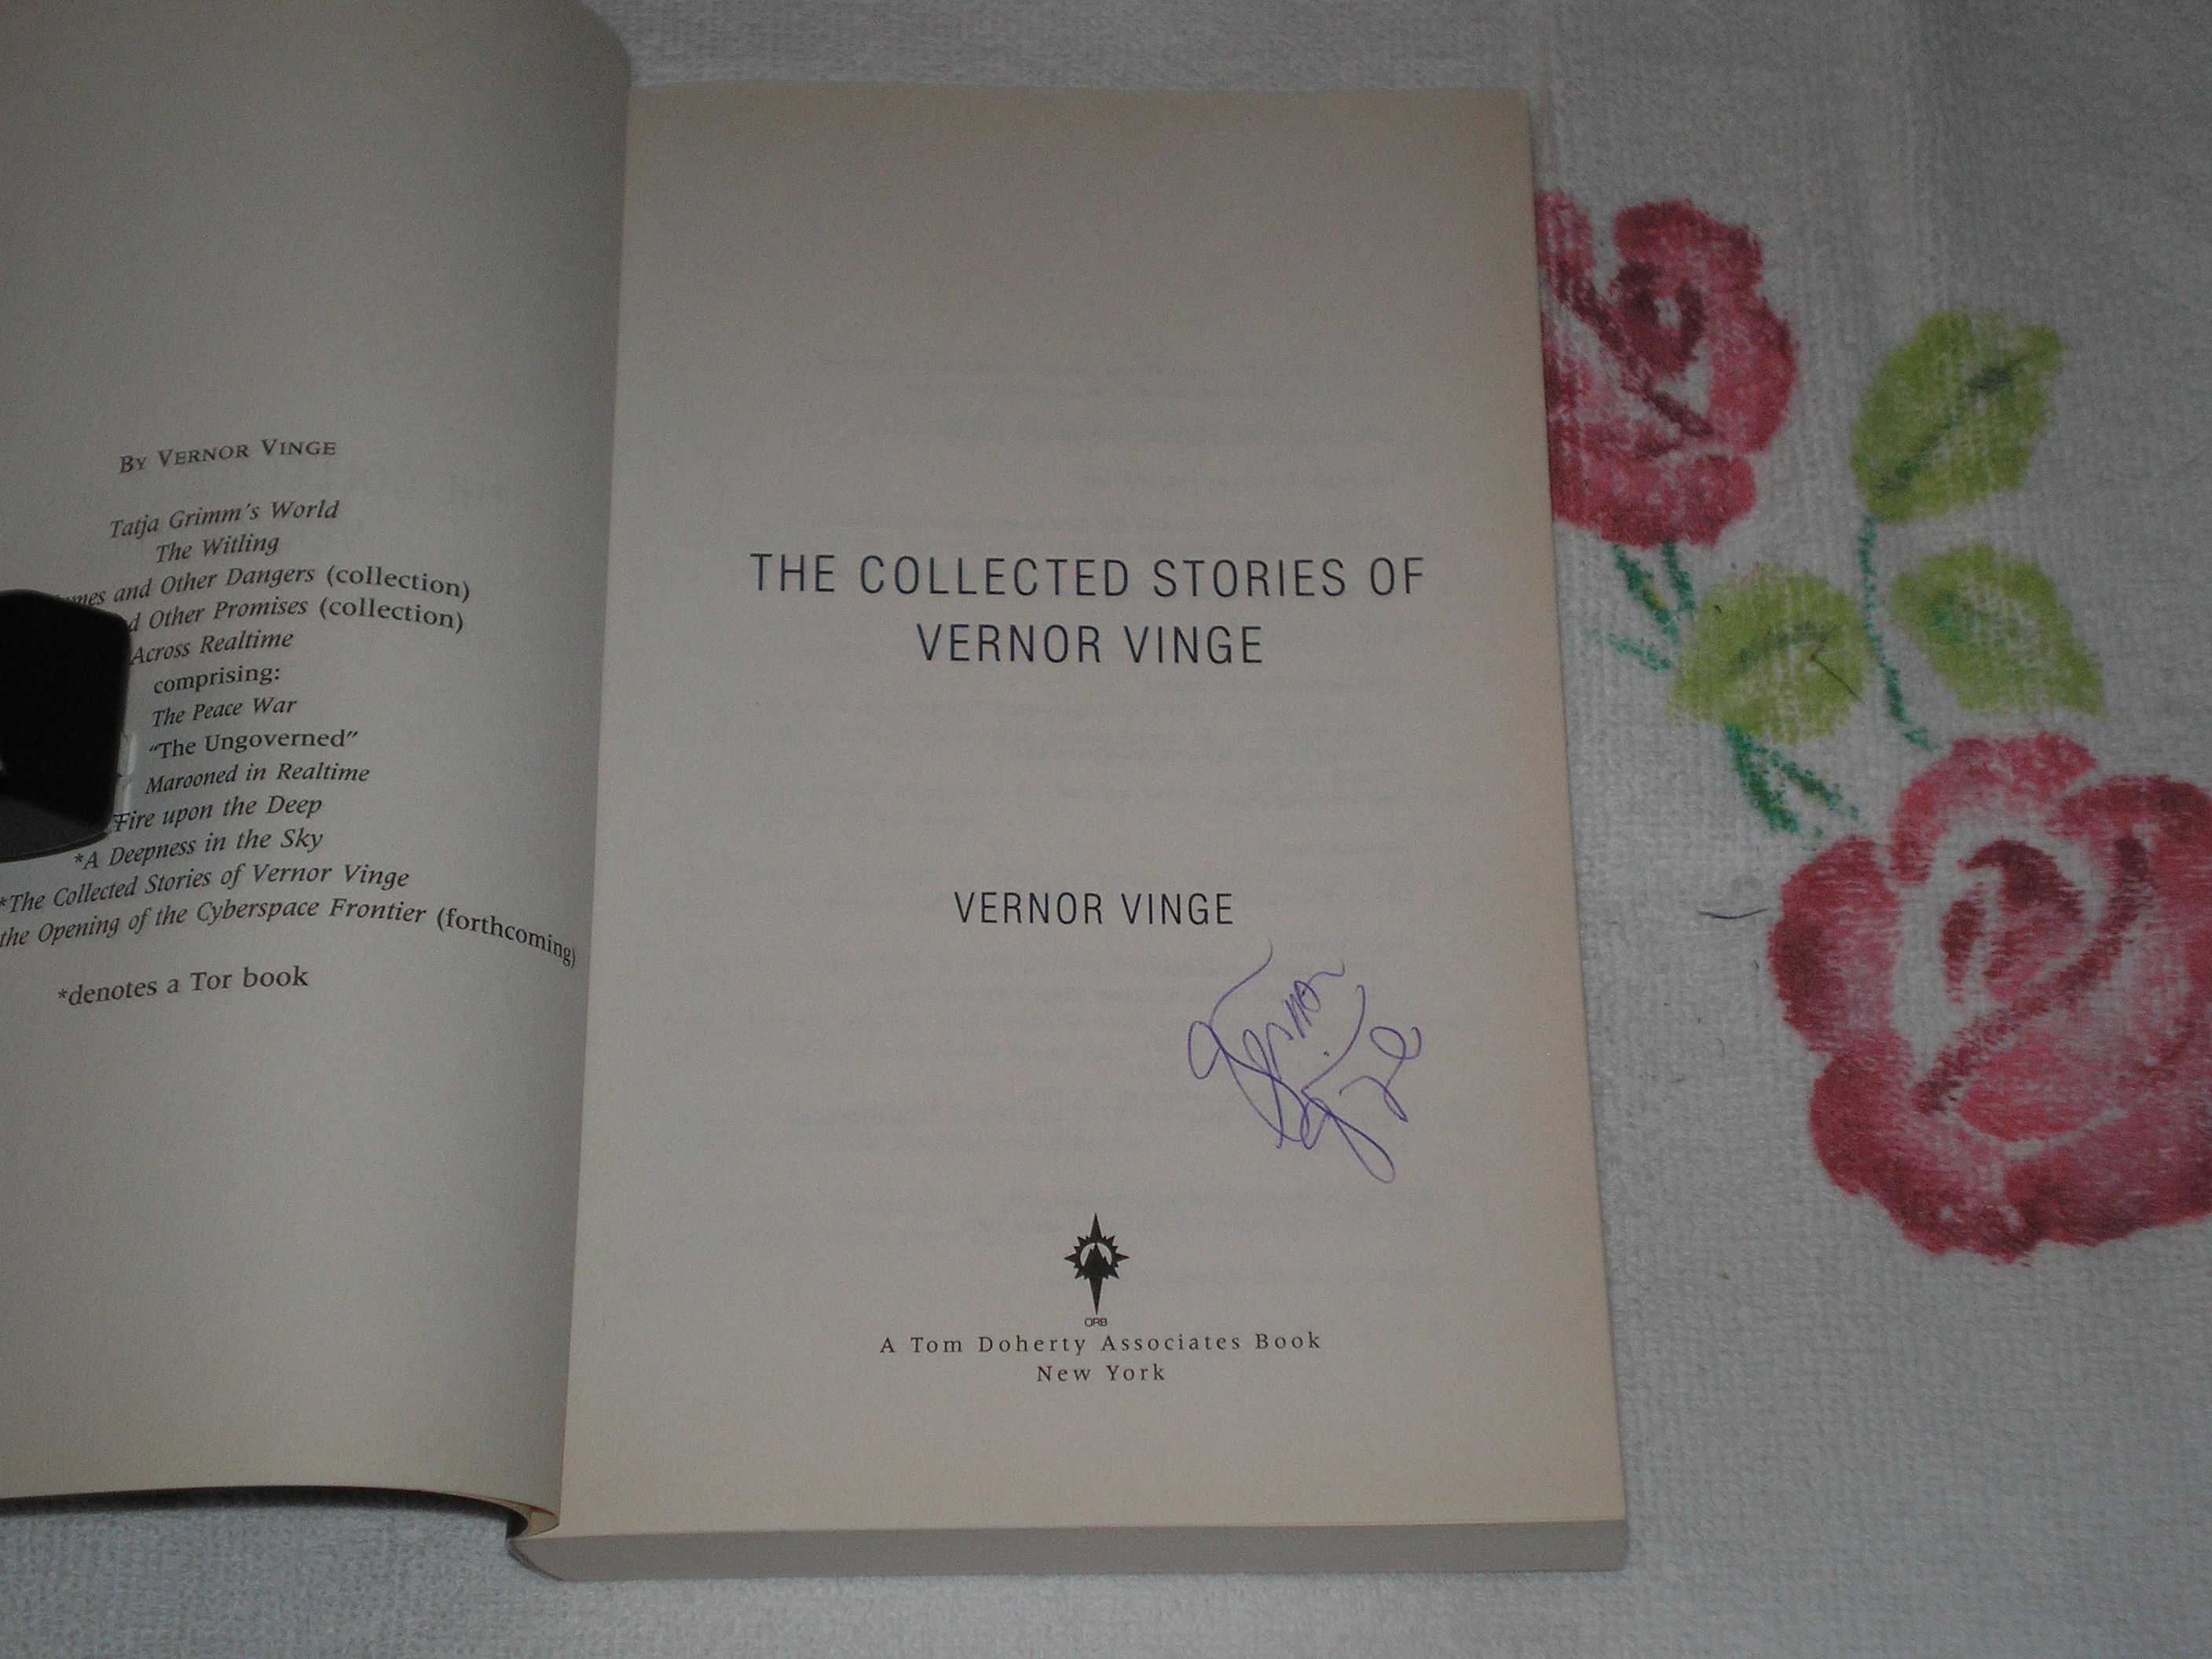 BY VERNOR VINGE
Tatja Grimm's World
The Witling
and Other Dangers (collection)
Other Promises (collection)
Across Realtime
comprising:
The Peace War
"The Ungoverned"
Marooned in Realtime
Fire upon the Deep
*A Deepness in the Sky
*The Collected Stories of Vernor Vinge
the Opening of the Cyberspace Frontier (forthcoming)
*denotes a Tor book
THE COLLECTED STORIES OF
VERNOR VINGE
VERNOR VINGE
Vernor
Vinge
ORB
A Tom Doherty Associates Book
New York